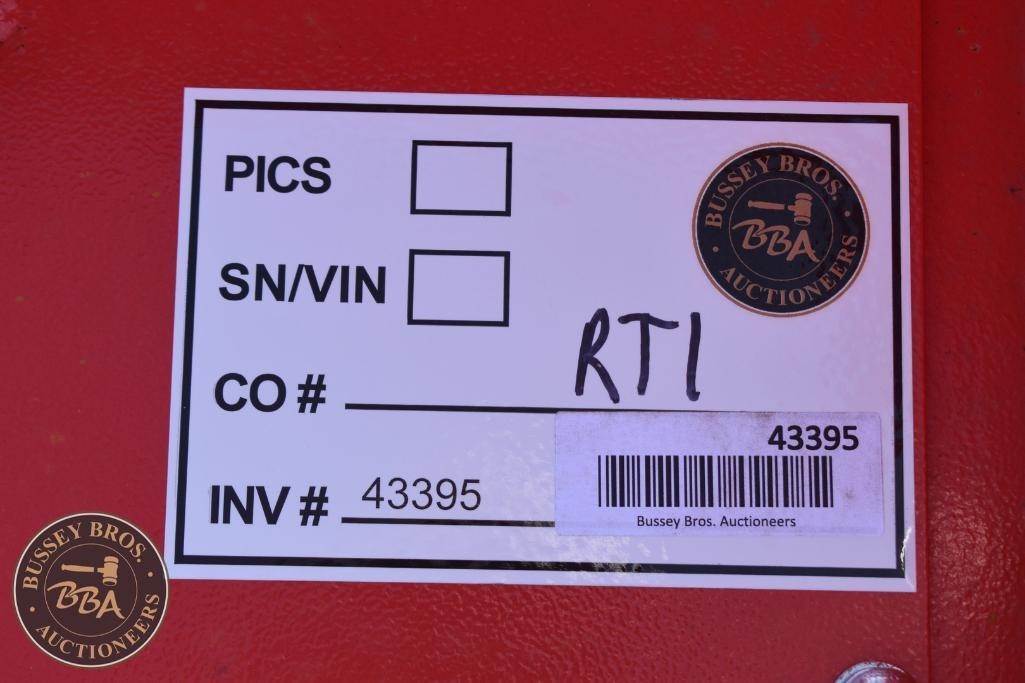 PICS
BUSSEY BROS.
BBA
AUCTIONEERS
SN/VIN
CO # RTI
43395
INV # 43395
Bussey Bros. Auctioneers
BUSSEY BROS.
BBA
AUCTIONEERS